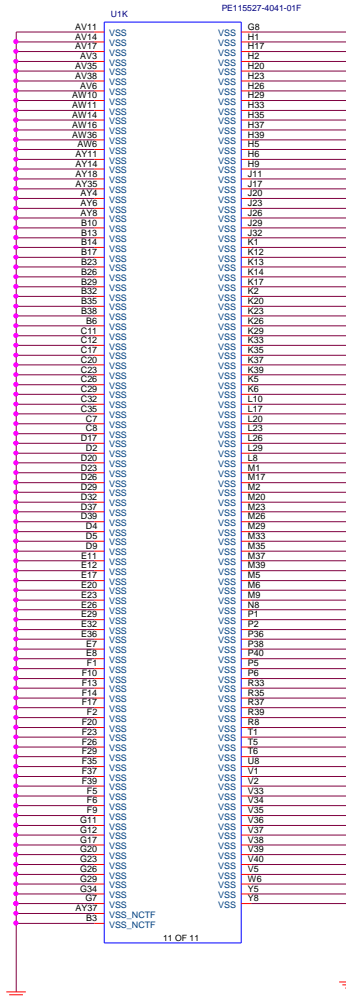 U1K PE115527-4041-01F
AV11 VSS VSS G8
AV14 VSS VSS H1
AV17 VSS VSS H17
AV3 VSS VSS H2
AV35 VSS VSS H20
AV38 VSS VSS H23
AV6 VSS VSS H26
AW10 VSS VSS H29
AW11 VSS VSS H33
AW14 VSS VSS H35
AW16 VSS VSS H37
AW36 VSS VSS H39
AW6 VSS VSS H5
AY11 VSS VSS H6
AY14 VSS VSS H9
AY18 VSS VSS J11
AY35 VSS VSS J17
AY4 VSS VSS J20
AY6 VSS VSS J23
AY8 VSS VSS J26
B10 VSS VSS J29
B13 VSS VSS J32
B14 VSS VSS K1
B17 VSS VSS K12
B23 VSS VSS K13
B26 VSS VSS K14
B29 VSS VSS K17
B32 VSS VSS K2
B35 VSS VSS K20
B38 VSS VSS K23
B6 VSS VSS K26
C11 VSS VSS K29
C12 VSS VSS K33
C17 VSS VSS K35
C20 VSS VSS K37
C23 VSS VSS K39
C26 VSS VSS K5
C29 VSS VSS K6
C32 VSS VSS L10
C35 VSS VSS L17
C7 VSS VSS L20
C8 VSS VSS L23
D17 VSS VSS L26
D2 VSS VSS L29
D20 VSS VSS L8
D23 VSS VSS M1
D26 VSS VSS M17
D29 VSS VSS M2
D32 VSS VSS M20
D37 VSS VSS M23
D39 VSS VSS M26
D4 VSS VSS M29
D5 VSS VSS M33
D9 VSS VSS M35
E11 VSS VSS M37
E12 VSS VSS M39
E17 VSS VSS M5
E20 VSS VSS M6
E23 VSS VSS M9
E26 VSS VSS N8
E29 VSS VSS P1
E32 VSS VSS P2
E36 VSS VSS P36
E7 VSS VSS P38
E8 VSS VSS P40
F1 VSS VSS P5
F10 VSS VSS P6
F13 VSS VSS R33
F14 VSS VSS R35
F17 VSS VSS R37
F2 VSS VSS R39
F20 VSS VSS R8
F23 VSS VSS T1
F26 VSS VSS T5
F29 VSS VSS T6
F35 VSS VSS U8
F37 VSS VSS V1
F39 VSS VSS V2
F5 VSS VSS V33
F6 VSS VSS V34
F9 VSS VSS V35
G11 VSS VSS V36
G12 VSS VSS V37
G17 VSS VSS V38
G20 VSS VSS V39
G23 VSS VSS V40
G26 VSS VSS V5
G29 VSS VSS W6
G34 VSS VSS Y5
G7 VSS VSS Y8
AY37 VSS_NCTF
B3 VSS_NCTF
11 OF 11